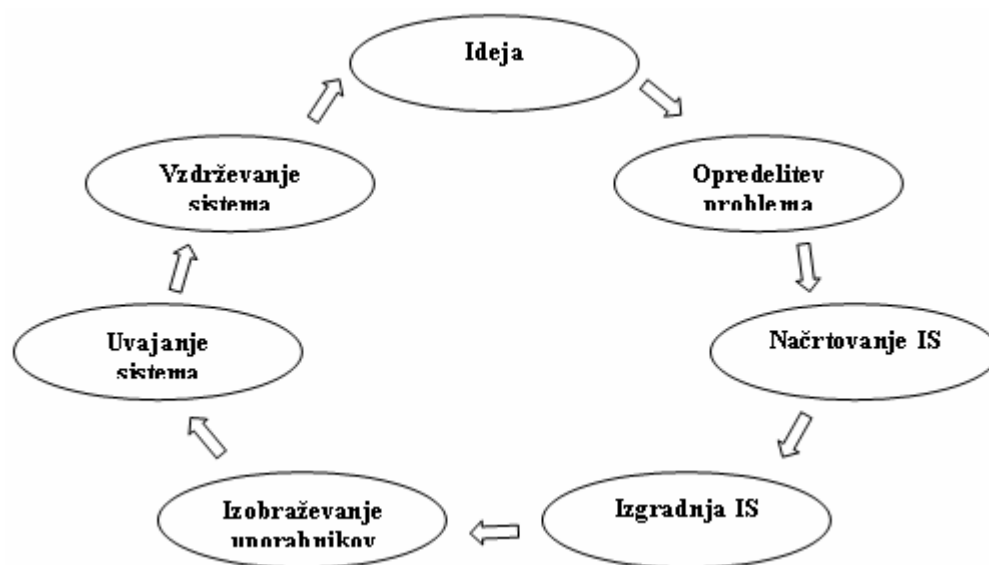 Ideja
Opredelitev
problema
Načrtovanje IS
Izgradnja IS
Izobraževanje
uporabnikov
Uvajanje
sistema
Vzdrževanje
sistema